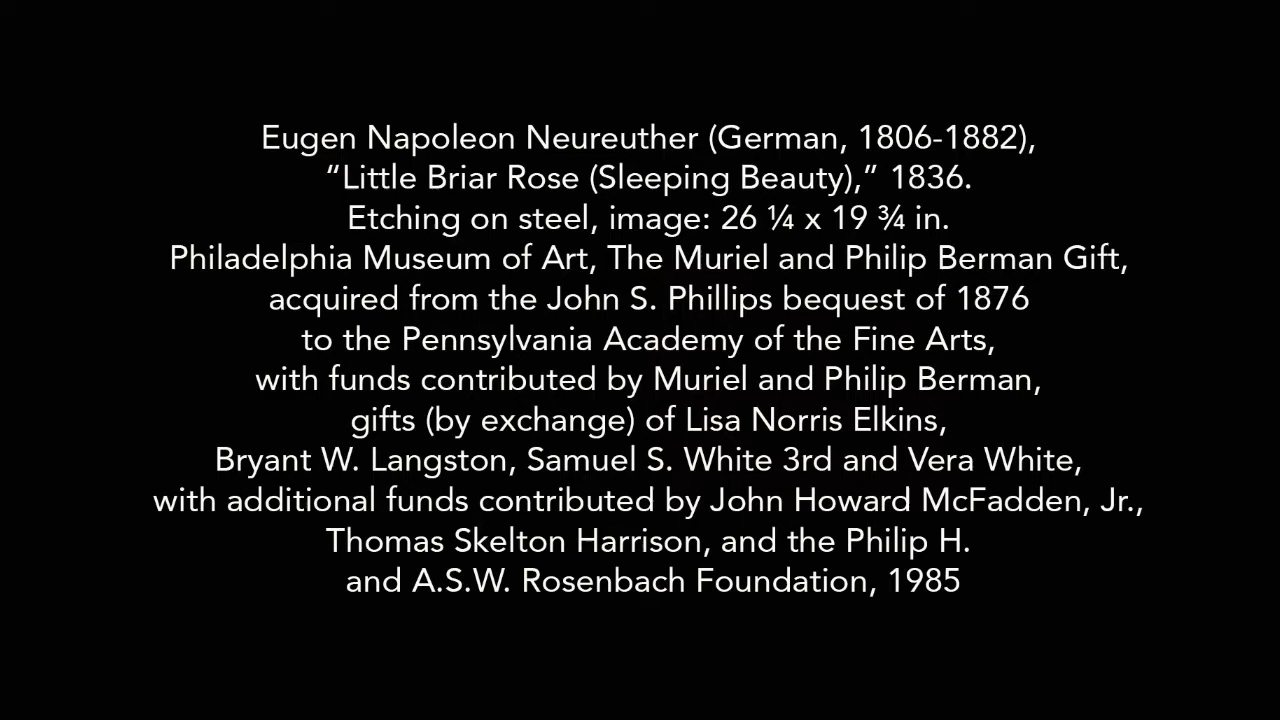 Eugen Napoleon Neureuther (German, 1806-1882),
“Little Briar Rose (Sleeping Beauty),” 1836.
Etching on steel, image: 26 ¼ x 19 ¾ in.
Philadelphia Museum of Art, The Muriel and Philip Berman Gift,
acquired from the John S. Phillips bequest of 1876
to the Pennsylvania Academy of the Fine Arts,
with funds contributed by Muriel and Philip Berman,
gifts (by exchange) of Lisa Norris Elkins,
Bryant W. Langston, Samuel S. White 3rd and Vera White,
with additional funds contributed by John Howard McFadden, Jr.,
Thomas Skelton Harrison, and the Philip H.
and A.S.W. Rosenbach Foundation, 1985